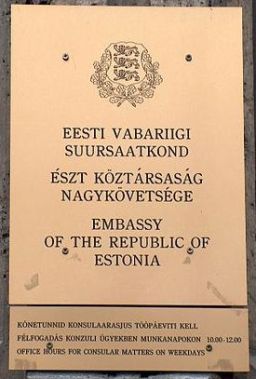 EESTI VABARIIGI
SUURSAATKOND
ÉSZT KÖZTÁRSASÁG
NAGYKÖVETSÉGE
EMBASSY
OF THE REPUBLIC OF
ESTONIA
KÕNETUNNID KONSULAARASJUS TÖÖPÄEVITI KELL
FÉLFOGADÁS KONZULI ÜGYEKBEN MUNKANAPOKON 10.00-12.00
OFFICE HOURS FOR CONSULAR MATTERS ON WEEKDAYS